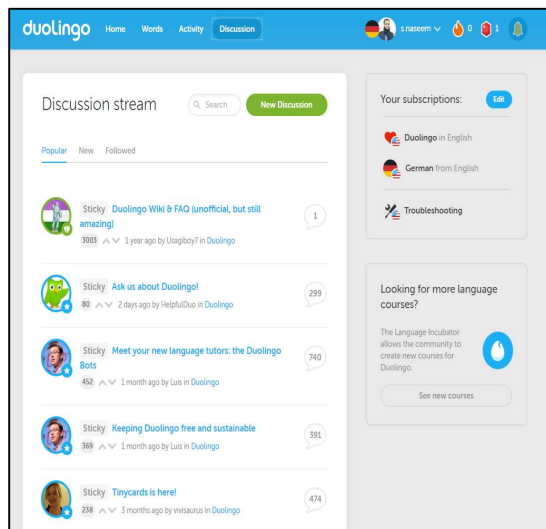 duolingo Home Words Activity Discussion s.naseem 0 1
Discussion stream Search New Discussion
Popular New Followed
Sticky Duolingo Wiki & FAQ (unofficial, but still
amazing)
3003 1 year ago by Usagiboy7 in Duolingo
1
Sticky Ask us about Duolingo!
80 2 days ago by HelpfulDuo in Duolingo
299
Sticky Meet your new language tutors: the Duolingo
Bots
452 1 month ago by Luis in Duolingo
740
Sticky Keeping Duolingo free and sustainable
369 1 month ago by Luis in Duolingo
391
Sticky Tinycards is here!
238 3 months ago by vivisaurus in Duolingo
474
Your subscriptions: Edit
Duolingo in English
German from English
Troubleshooting
Looking for more language
courses?
The Language Incubator
allows the community to
create new courses for
Duolingo.
See new courses